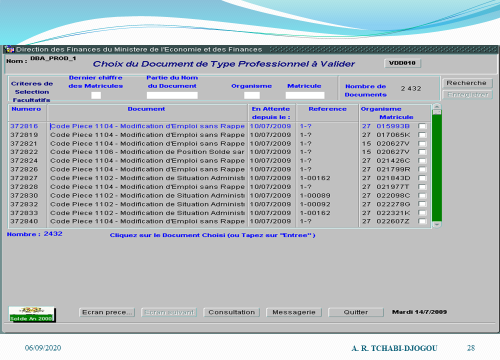 Direction des Finances du Ministere de l'Economie et des Finances
Nom : DBA_PROD_1
Choix du Document de Type Professionnel à Valider
VDD010
Critères de Selection Facultatifs
Dernier chiffre des Matricules
Partie du Nom du Document
Organisme
Matricule
Nombre de Documents
2 432
Recherche
Enregistrer
Numero Document En Attente depuis le : Reference Organisme Matricule
372816 Code Piece 1104 - Modification d'Emploi sans Rappe 10/07/2009 1-? 27 015993B
372819 Code Piece 1104 - Modification d'Emploi sans Rappe 10/07/2009 1-? 27 017065K
372821 Code Piece 1104 - Modification d'Emploi sans Rappe 10/07/2009 1-? 15 020627V
372822 Code Piece 1106 - Modification de Position Solde sar 10/07/2009 1-? 15 020627V
372824 Code Piece 1104 - Modification d'Emploi sans Rappe 10/07/2009 1-? 27 021426C
372826 Code Piece 1104 - Modification d'Emploi sans Rappe 10/07/2009 1-? 27 021799R
372827 Code Piece 1102 - Modification de Situation Administi 10/07/2009 1-00162 27 021843D
372828 Code Piece 1104 - Modification d'Emploi sans Rappe 10/07/2009 1-? 27 021977T
372830 Code Piece 1102 - Modification de Situation Administi 10/07/2009 1-00089 27 022098C
372832 Code Piece 1102 - Modification de Situation Administi 10/07/2009 1-00092 27 022278G
372833 Code Piece 1102 - Modification de Situation Administi 10/07/2009 1-00162 27 022321K
372840 Code Piece 1104 - Modification d'Emploi sans Rappe 10/07/2009 1-? 27 022607Z
Nombre : 2432
Cliquez sur le Document Choisi (ou Tapez sur "Entree" )
Solde An 2000
Ecran prece...
Ecran suivant
Consultation
Messagerie
Quitter
Mardi 14/7/2009
06/09/2020
A. R. TCHABI-DJOGOU
28